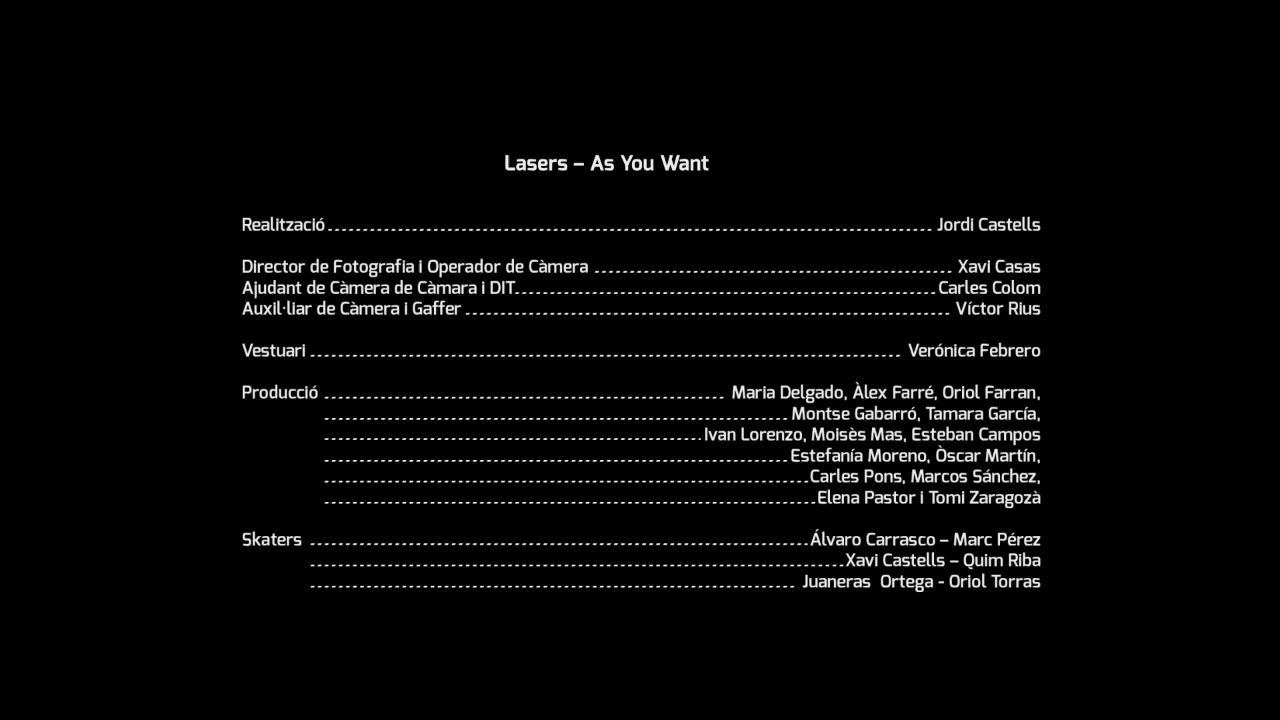 Lasers – As You Want
Realització Jordi Castells
Director de Fotografia i Operador de Càmera Xavi Casas
Ajudant de Càmera de Càmara i DIT Carles Colom
Auxil·liar de Càmera i Gaffer Víctor Rius
Vestuari Verónica Febrero
Producció Maria Delgado, Àlex Farré, Oriol Farran,
Montse Gabarró, Tamara García,
Ivan Lorenzo, Moisès Mas, Esteban Campos
Estefanía Moreno, Òscar Martín,
Carles Pons, Marcos Sánchez,
Elena Pastor i Tomi Zaragozà
Skaters Álvaro Carrasco – Marc Pérez
Xavi Castells – Quim Riba
Juaneras Ortega - Oriol Torras